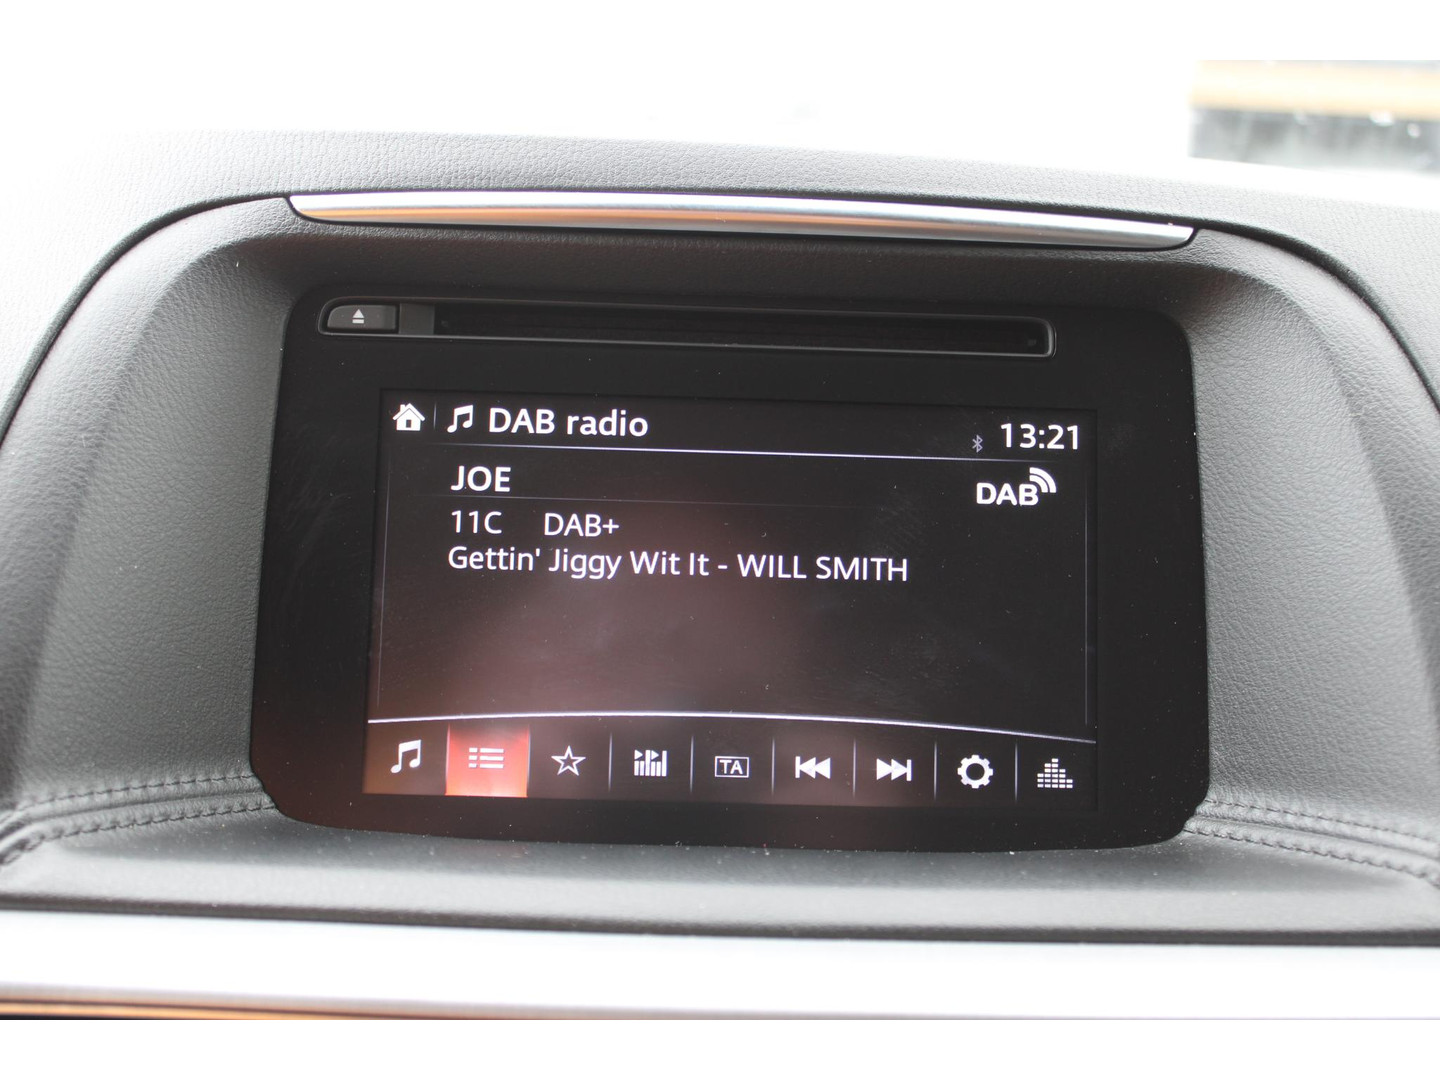 DAB radio
13:21
JOE
DAB
11C DAB+
Gettin' Jiggy Wit It - WILL SMITH
TA